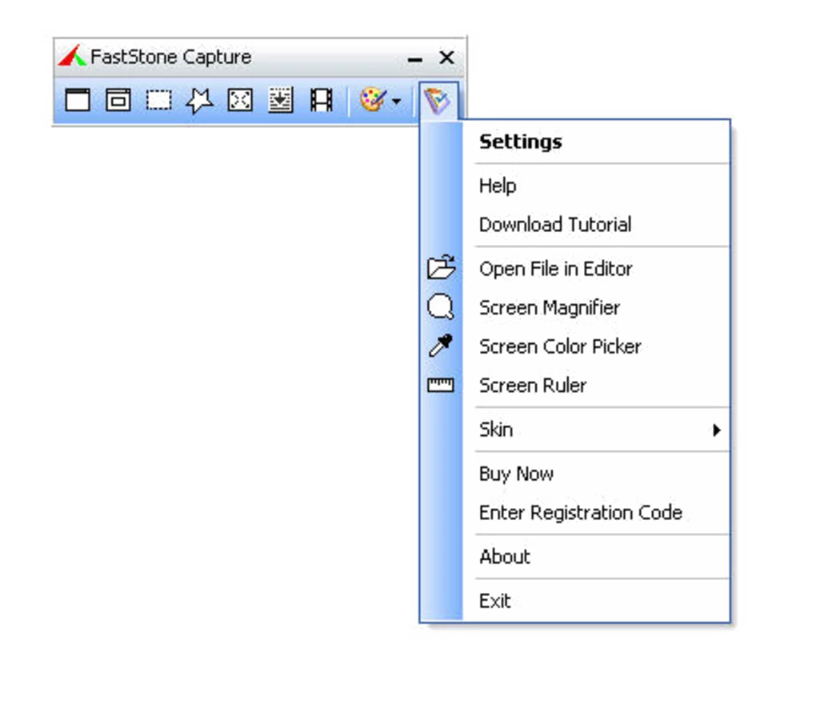 FastStone Capture
Settings
Help
Download Tutorial
Open File in Editor
Screen Magnifier
Screen Color Picker
Screen Ruler
Skin
Buy Now
Enter Registration Code
About
Exit